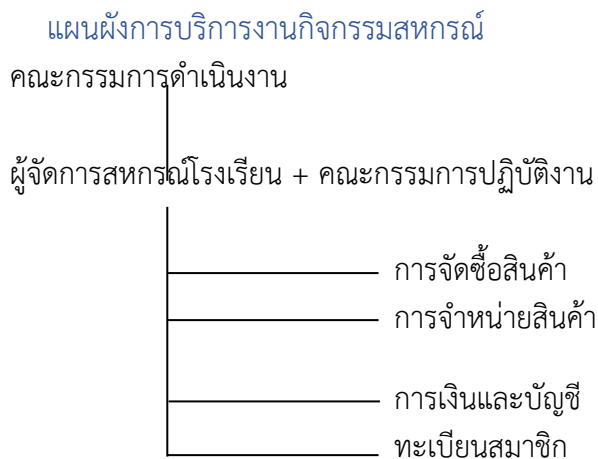 แผนผังการบริการงานกิจกรรมสหกรณ์
คณะกรรมการดำเนินงาน
ผู้จัดการสหกรณ์โรงเรียน + คณะกรรมการปฏิบัติงาน
การจัดซื้อสินค้า
การจำหน่ายสินค้า
การเงินและบัญชี
ทะเบียนสมาชิก